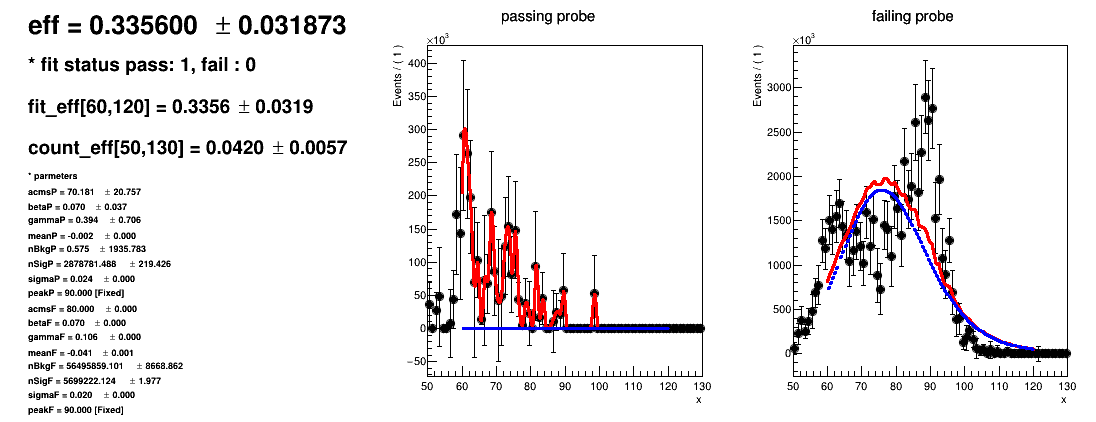 eff = 0.335600 ± 0.031873
* fit status pass: 1, fail : 0
fit_eff[60,120] = 0.3356 ± 0.0319
count_eff[50,130] = 0.0420 ± 0.0057
* parmeters
acmsP = 70.181 ± 20.757
betaP = 0.070 ± 0.037
gammaP = 0.394 ± 0.706
meanP = -0.002 ± 0.000
nBkgP = 0.575 ± 1935.783
nSigP = 2878781.488 ± 219.426
sigmaP = 0.024 ± 0.000
peakP = 90.000 [Fixed]
acmsF = 80.000 ± 0.000
betaF = 0.070 ± 0.000
gammaF = 0.106 ± 0.000
meanF = -0.041 ± 0.001
nBkgF = 56495859.101 ± 8668.862
nSigF = 5699222.124 ± 1.977
sigmaF = 0.020 ± 0.000
peakF = 90.000 [Fixed]
passing probe
×10³
Events / ( 1 )
400
350
300
250
200
150
100
50
0
−50
50 60 70 80 90 100 110 120 130
x
failing probe
×10³
Events / ( 1 )
3000
2500
2000
1500
1000
500
0
50 60 70 80 90 100 110 120 130
x